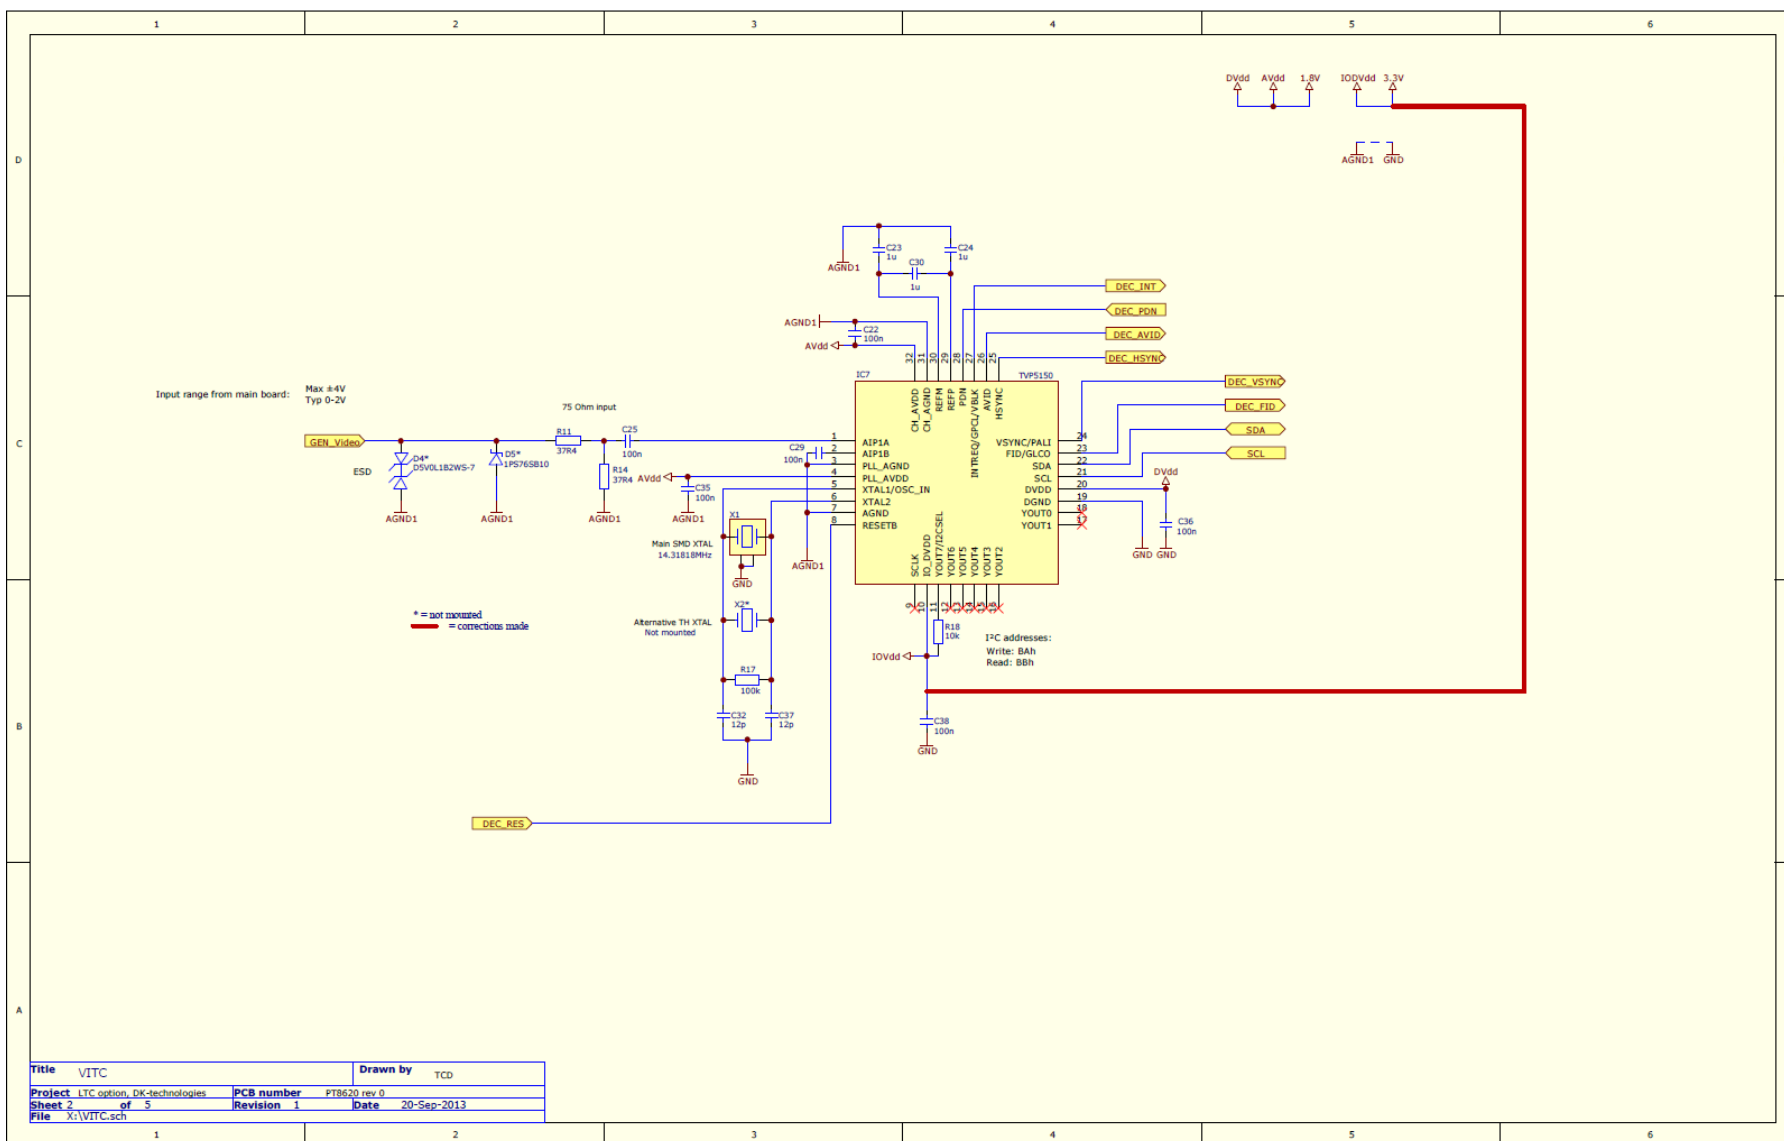 1 2 3 4 5 6
DVdd AVdd 1.8V IODVdd 3.3V
D
AGND1 GND
C23
1u
C24
1u
C30
1u
AGND1
DEC_INT
DEC_PDN
DEC_AVID
DEC_HSYNC
AGND1
C22
100n
AVdd
32 31 30 29 28 27 26 25
IC7 TVP5150
CH_AVDD
CH_AGND
REFM
REFP
PDN
INTREQ/GPCL/VBLK
AVID
HSYNC
DEC_VSYNC
DEC_FID
SDA
SCL
Input range from main board:
Max ±4V
Typ 0-2V
75 Ohm input
C
GEN_Video
R11
37R4
C25
100n
ESD
D4*
D5V0L1B2WS-7
D5*
1PS76SB10
R14
37R4
AGND1 AGND1 AGND1 AGND1
C29
100n
AVdd
C35
100n
1 AIP1A
2 AIP1B
3 PLL_AGND
4 PLL_AVDD
5 XTAL1/OSC_IN
6 XTAL2
7 AGND
8 RESETB
VSYNC/PALI 24
FID/GLCO 23
SDA 22
SCL 21
DVDD 20
DGND 19
YOUT0 18
YOUT1 17
DVdd
C36
100n
GND GND
X1
Main SMD XTAL
14.31818MHz
GND
AGND1
SCLK
IO_DVDD
YOUT7/I2CSEL
YOUT6
YOUT5
YOUT4
YOUT3
YOUT2
9 10 11 12 13 14 15 16
X2*
Alternative TH XTAL
Not mounted
* = not mounted
= corrections made
R18
10k
I²C addresses:
Write: BAh
Read: BBh
IOVdd
R17
100k
C32
12p
C37
12p
C38
100n
GND
B
GND
DEC_RES
A
Title VITC Drawn by TCD
Project LTC option, DK-technologies PCB number PT8620 rev 0
Sheet 2 of 5 Revision 1 Date 20-Sep-2013
File X:\VITC.sch
1 2 3 4 5 6